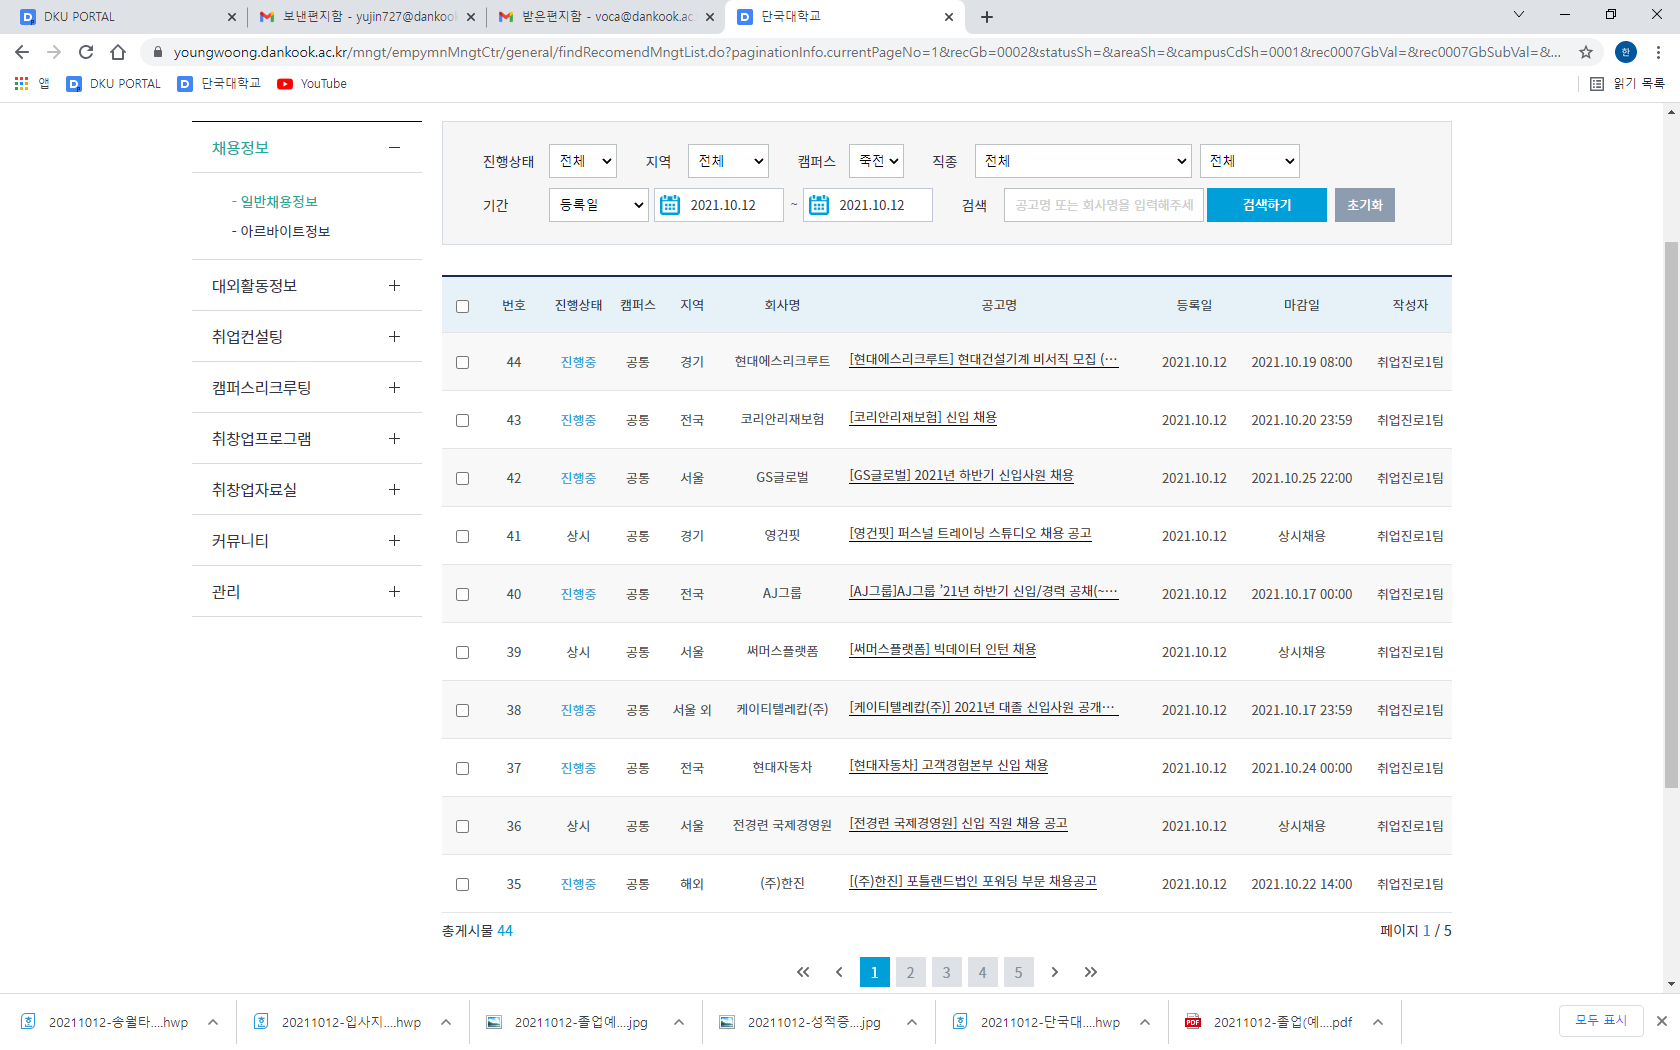 DKU PORTAL
보낸편지함 - yujin727@dankook
받은편지함 - voca@dankook.ac.
단국대학교
youngwoong.dankook.ac.kr/mngt/empymnMngtCtr/general/findRecomendMngtList.do?paginationInfo.currentPageNo=1&recGb=0002&statusSh=&areaSh=&campusCdSh=0001&rec0007GbVal=&rec0007GbSubVal=&...
한
앱 DKU PORTAL 단국대학교 YouTube 읽기 목록
채용정보
- 일반채용정보
- 아르바이트정보
대외활동정보
취업컨설팅
캠퍼스리크루팅
취창업프로그램
취창업자료실
커뮤니티
관리
진행상태 전체 지역 전체 캠퍼스 죽전 직종 전체 전체
기간 등록일 2021.10.12 ~ 2021.10.12 검색 공고명 또는 회사명을 입력해주세 검색하기 초기화
번호 진행상태 캠퍼스 지역 회사명 공고명 등록일 마감일 작성자
44 진행중 공통 경기 현대에스리크루트 [현대에스리크루트] 현대건설기계 비서직 모집 (… 2021.10.12 2021.10.19 08:00 취업진로1팀
43 진행중 공통 전국 코리안리재보험 [코리안리재보험] 신입 채용 2021.10.12 2021.10.20 23:59 취업진로1팀
42 진행중 공통 서울 GS글로벌 [GS글로벌] 2021년 하반기 신입사원 채용 2021.10.12 2021.10.25 22:00 취업진로1팀
41 상시 공통 경기 영건핏 [영건핏] 퍼스널 트레이닝 스튜디오 채용 공고 2021.10.12 상시채용 취업진로1팀
40 진행중 공통 전국 AJ그룹 [AJ그룹]AJ그룹 ’21년 하반기 신입/경력 공채(~… 2021.10.12 2021.10.17 00:00 취업진로1팀
39 상시 공통 서울 써머스플랫폼 [써머스플랫폼] 빅데이터 인턴 채용 2021.10.12 상시채용 취업진로1팀
38 진행중 공통 서울 외 케이티텔레캅(주) [케이티텔레캅(주)] 2021년 대졸 신입사원 공개… 2021.10.12 2021.10.17 23:59 취업진로1팀
37 진행중 공통 전국 현대자동차 [현대자동차] 고객경험본부 신입 채용 2021.10.12 2021.10.24 00:00 취업진로1팀
36 상시 공통 서울 전경련 국제경영원 [전경련 국제경영원] 신입 직원 채용 공고 2021.10.12 상시채용 취업진로1팀
35 진행중 공통 해외 (주)한진 [(주)한진] 포틀랜드법인 포워딩 부문 채용공고 2021.10.12 2021.10.22 14:00 취업진로1팀
총게시물 44 페이지 1 / 5
1 2 3 4 5
20211012-송월타....hwp 20211012-입사지....hwp 20211012-졸업예....jpg 20211012-성적증....jpg 20211012-단국대....hwp 20211012-졸업(예....pdf 모두 표시